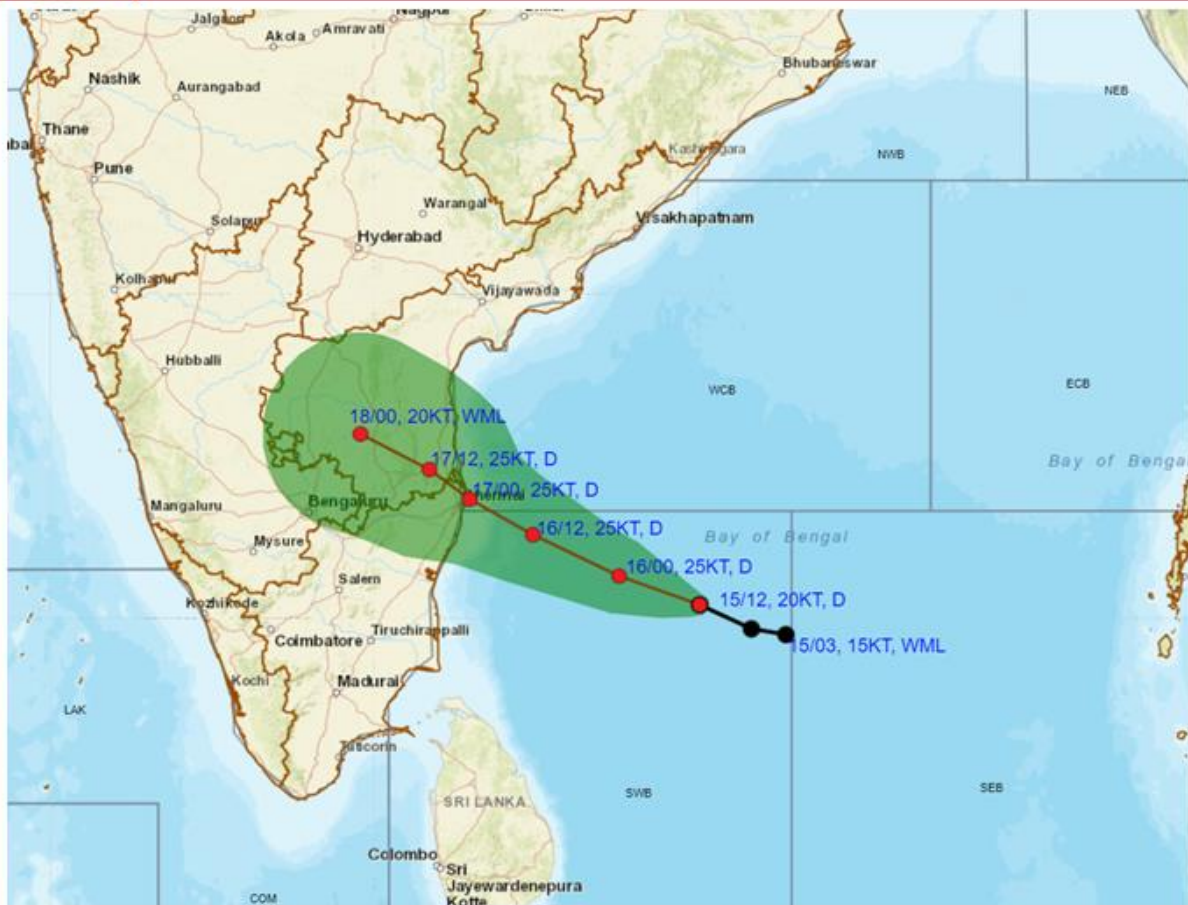 Jalgaon
Nagpur
Akola
Amravati
Bhubaneswar
Nashik
Aurangabad
NEB
Thane
Pune
NWB
Warangal
Solapur
Visakhapatnam
Hyderabad
Kolhapur
Vijayawada
Hubballi
WCB
ECB
18/00, 20KT, WML
17/12, 25KT, D
Bay of Bengal
17/00, 25KT, D
Bengaluru
Mangaluru
16/12, 25KT, D
Bay of Bengal
Mysure
16/00, 25KT, D
Salem
15/12, 20KT, D
Kozhikode
Coimbatore
Tiruchirappalli
15/03, 15KT, WML
Kochi
Madurai
LAK
Tuticorin
SRI LANKA
SWB
SEB
Colombo
Sri
Jayewardenepura
Kotte
COM